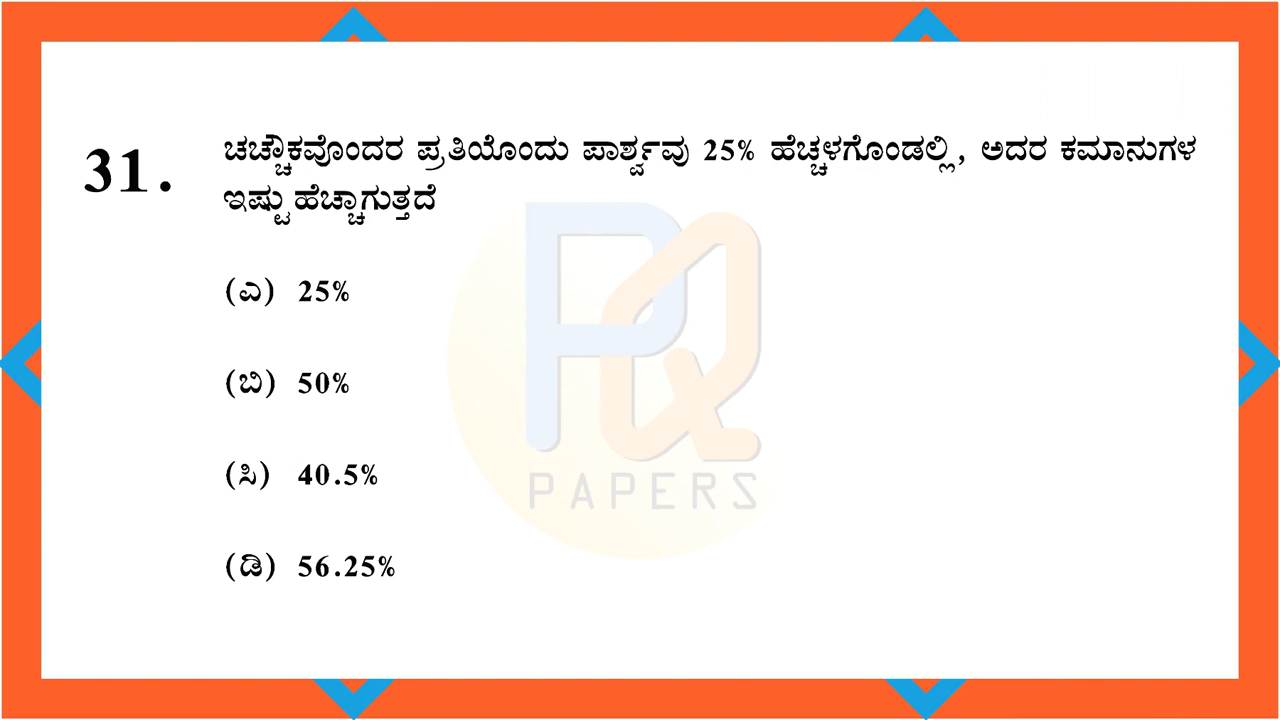 31. ಚಚ್ಚೌಕವೊಂದರ ಪ್ರತಿಯೊಂದು ಪಾರ್ಶ್ವವು 25% ಹೆಚ್ಚಳಗೊಂಡಲ್ಲಿ, ಅದರ ಕಮಾನುಗಳ
ಇಷ್ಟು ಹೆಚ್ಚಾಗುತ್ತದೆ
(ಎ) 25%
(ಬಿ) 50%
(ಸಿ) 40.5%
(ಡಿ) 56.25%
PQ
PAPERS